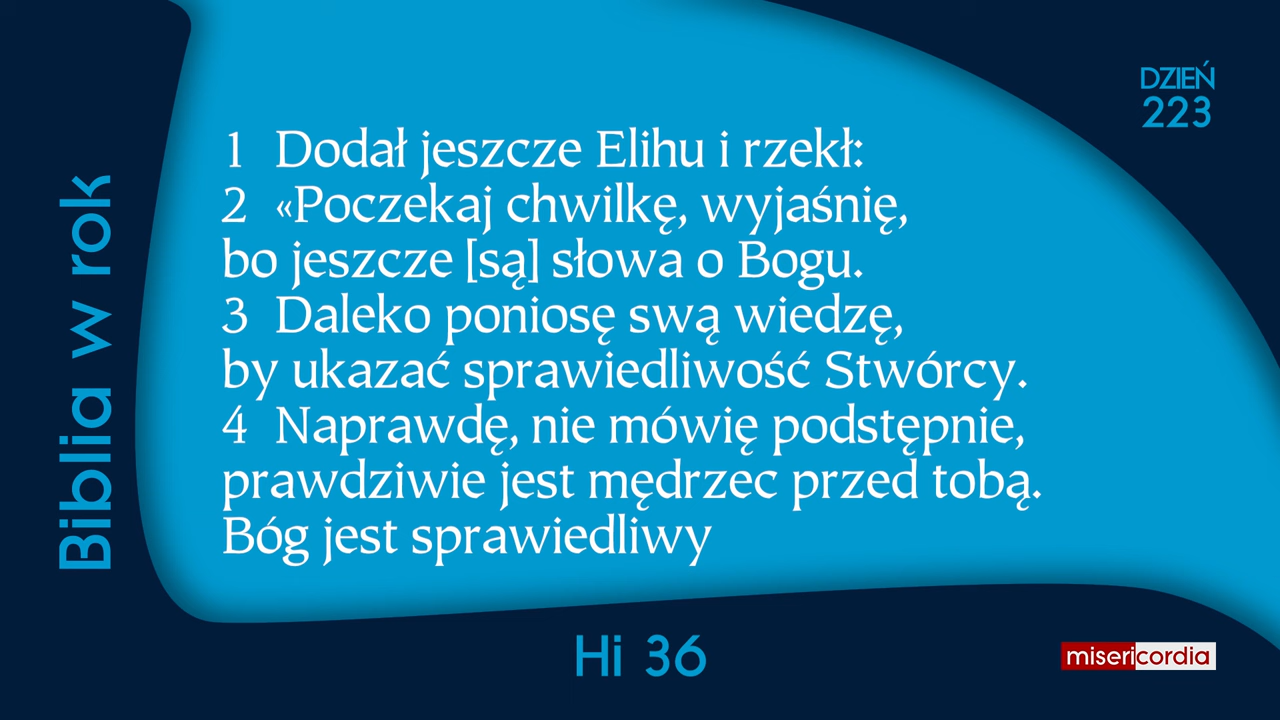 DZIEŃ
223
Biblia w rok
1 Dodał jeszcze Elihu i rzekł:
2 «Poczekaj chwilkę, wyjaśnię,
bo jeszcze [są] słowa o Bogu.
3 Daleko poniosę swą wiedzę,
by ukazać sprawiedliwość Stwórcy.
4 Naprawdę, nie mówię podstępnie,
prawdziwie jest mędrzec przed tobą.
Bóg jest sprawiedliwy
Hi 36
misericordia